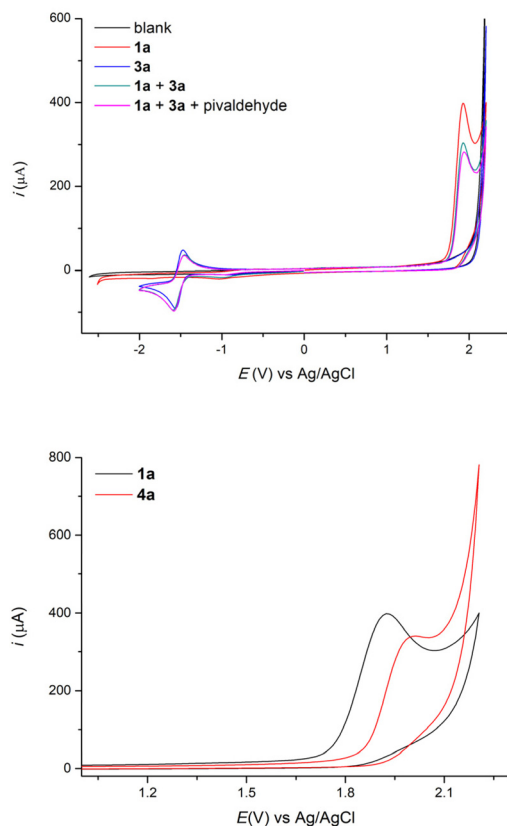 600
400
200
0
i (µA)
blank
1a
3a
1a + 3a
1a + 3a + pivaldehyde
-2 -1 0 1 2
E (V) vs Ag/AgCl
800
600
400
200
0
i (µA)
1a
4a
1.2 1.5 1.8 2.1
E(V) vs Ag/AgCl